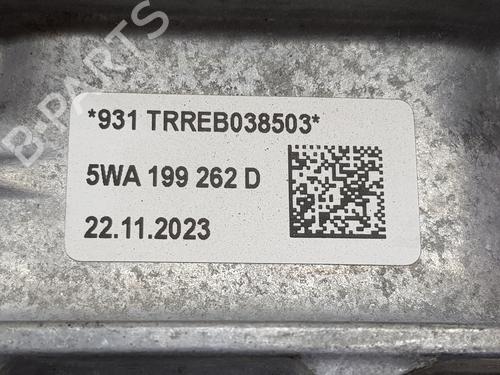 B-PARTS
*931 TRREB038503*
5WA 199 262 D
22.11.2023